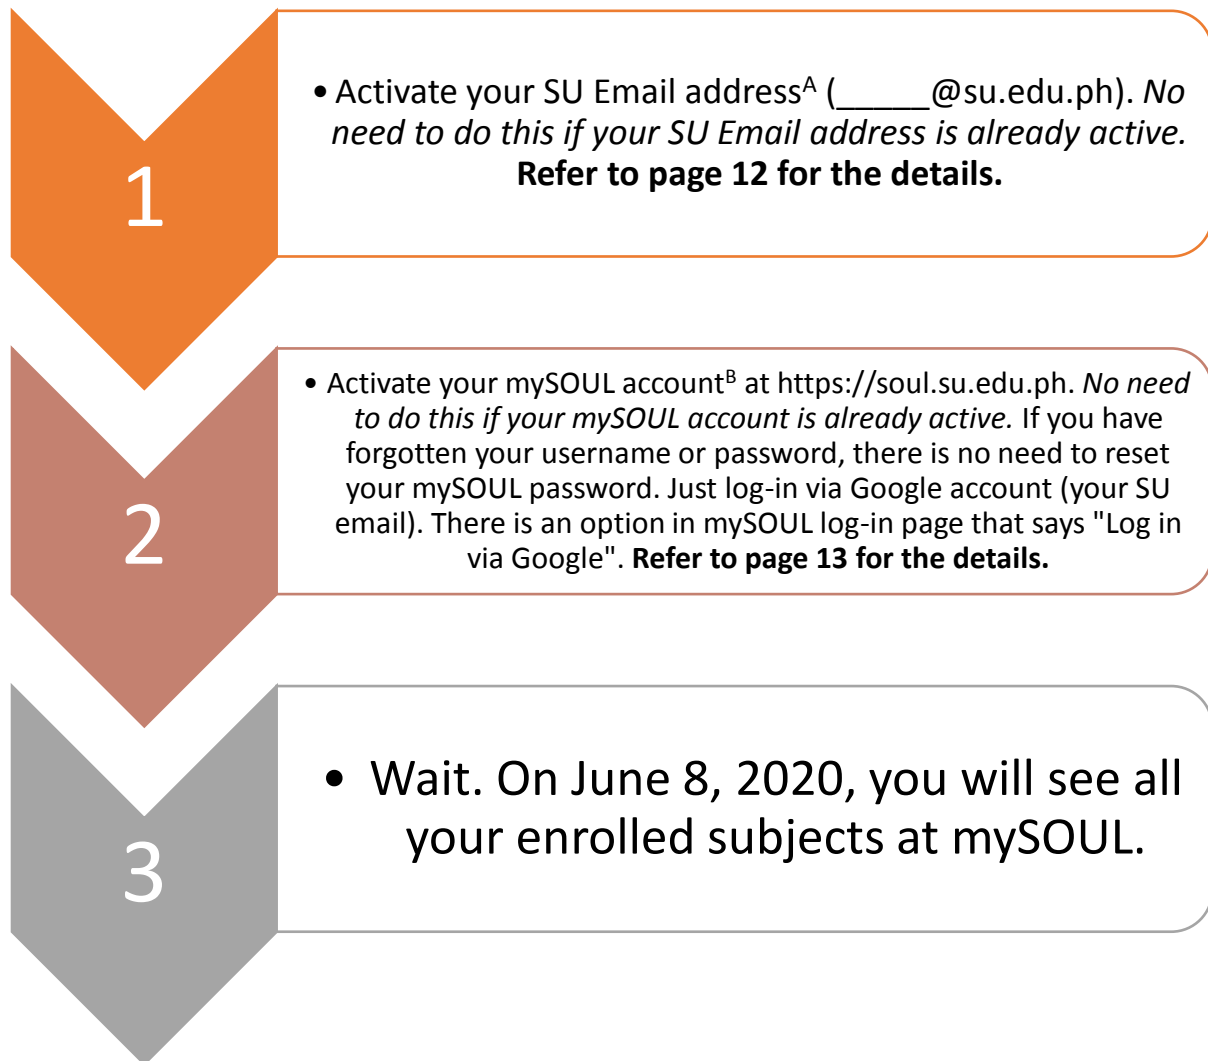 1
• Activate your SU Email address^A (_____@su.edu.ph). No
need to do this if your SU Email address is already active.
Refer to page 12 for the details.
2
• Activate your mySOUL account^B at https://soul.su.edu.ph. No need
to do this if your mySOUL account is already active. If you have
forgotten your username or password, there is no need to reset
your mySOUL password. Just log-in via Google account (your SU
email). There is an option in mySOUL log-in page that says "Log in
via Google". Refer to page 13 for the details.
3
• Wait. On June 8, 2020, you will see all
your enrolled subjects at mySOUL.